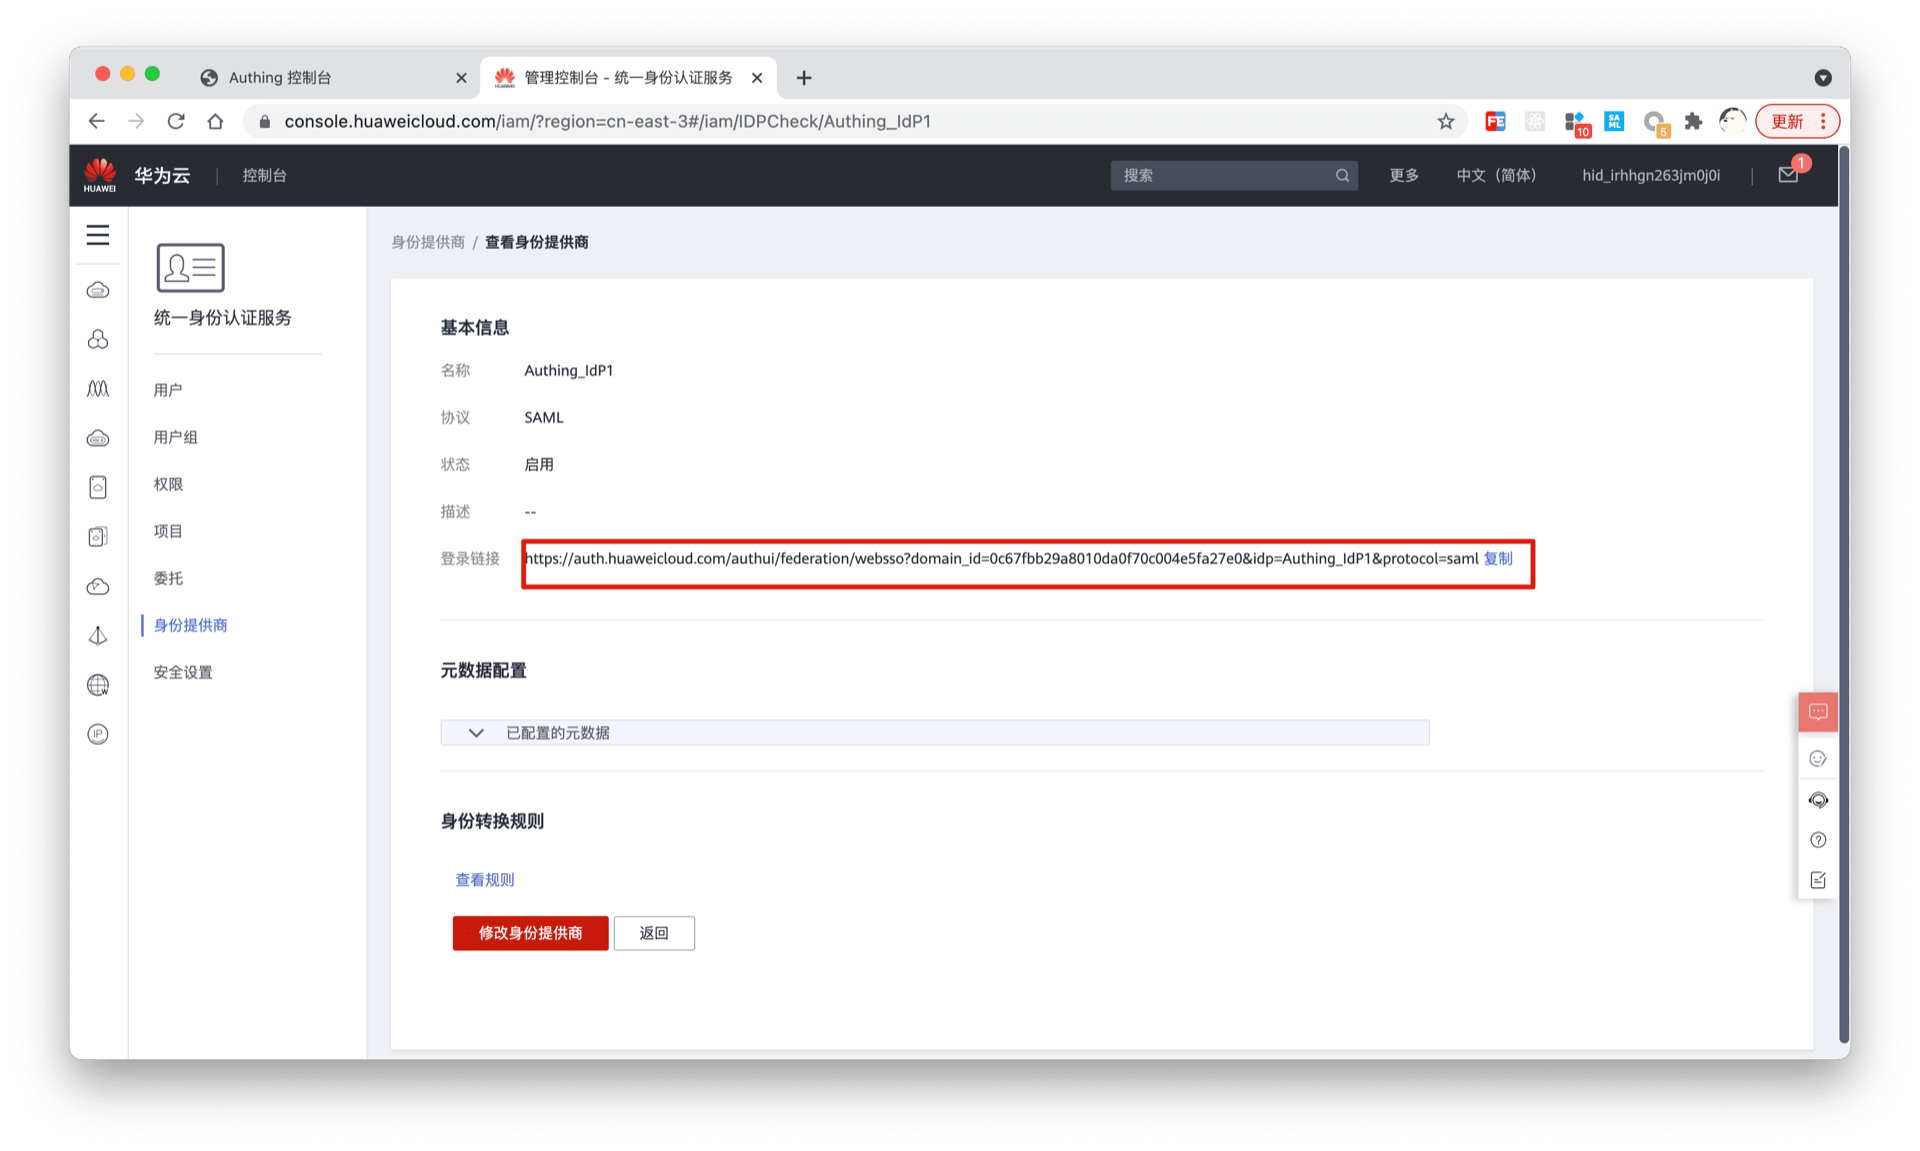 Authing 控制台
管理控制台 - 统一身份认证服务
console.huaweicloud.com/iam/?region=cn-east-3#/iam/IDPCheck/Authing_IdP1
FE
10
SA
ML
5
更新
HUAWEI
华为云
控制台
搜索
更多
中文（简体）
hid_irhhgn263jm0j0i
1
统一身份认证服务
用户
用户组
权限
项目
委托
身份提供商
安全设置
IP
身份提供商 / 查看身份提供商
基本信息
名称 Authing_IdP1
协议 SAML
状态 启用
描述 --
登录链接 https://auth.huaweicloud.com/authui/federation/websso?domain_id=0c67fbb29a8010da0f70c004e5fa27e0&idp=Authing_IdP1&protocol=saml 复制
元数据配置
已配置的元数据
身份转换规则
查看规则
修改身份提供商
返回